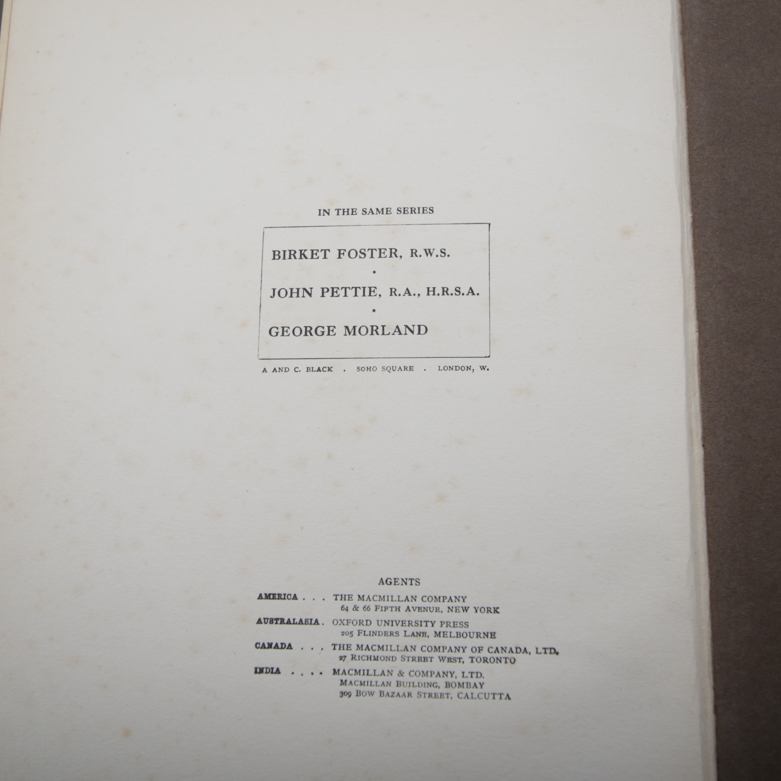 IN THE SAME SERIES
BIRKET FOSTER, R.W.S.
JOHN PETTIE, R.A., H.R.S.A.
GEORGE MORLAND
A AND C. BLACK . SOHO SQUARE . LONDON, W.
AGENTS
AMERICA . . . THE MACMILLAN COMPANY
64 & 66 FIFTH AVENUE, NEW YORK
AUSTRALASIA . OXFORD UNIVERSITY PRESS
205 FLINDERS LANE, MELBOURNE
CANADA . . . THE MACMILLAN COMPANY OF CANADA, LTD.
27 RICHMOND STREET WEST, TORONTO
INDIA . . . . MACMILLAN & COMPANY, LTD.
MACMILLAN BUILDING, BOMBAY
309 BOW BAZAAR STREET, CALCUTTA